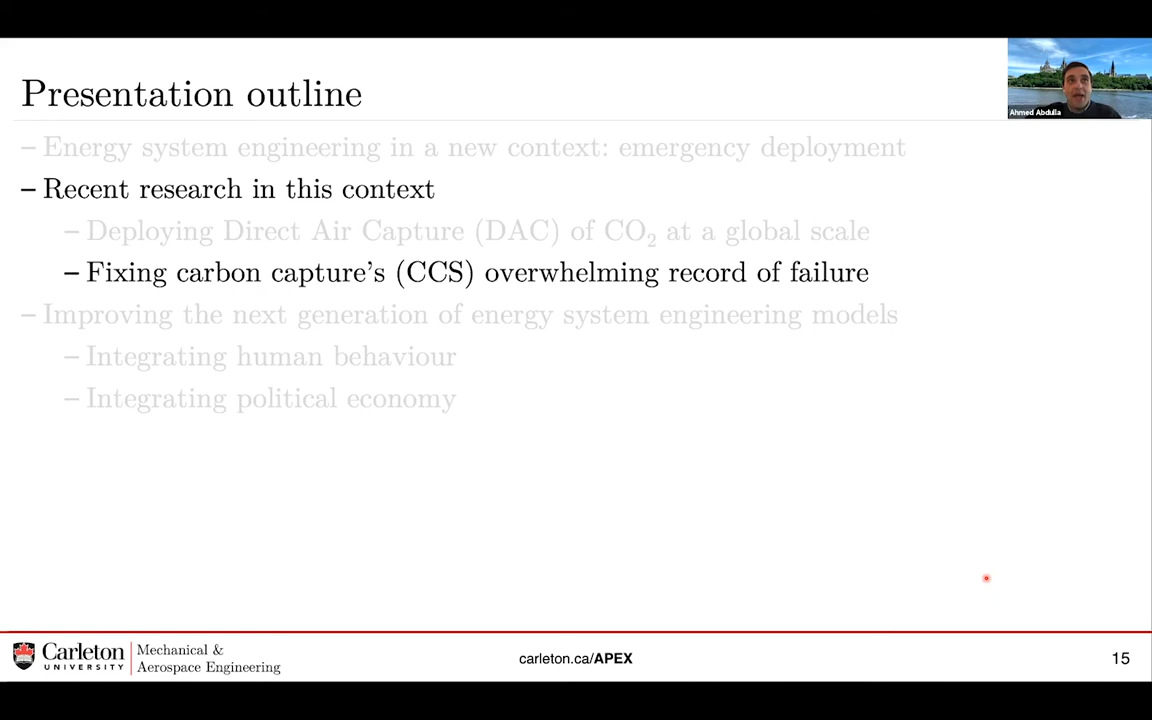 Presentation outline
Ahmed Abdulla
– Energy system engineering in a new context: emergency deployment
– Recent research in this context
– Deploying Direct Air Capture (DAC) of CO₂ at a global scale
– Fixing carbon capture's (CCS) overwhelming record of failure
– Improving the next generation of energy system engineering models
– Integrating human behaviour
– Integrating political economy
Carleton
UNIVERSITY
Mechanical &
Aerospace Engineering
carleton.ca/APEX
15